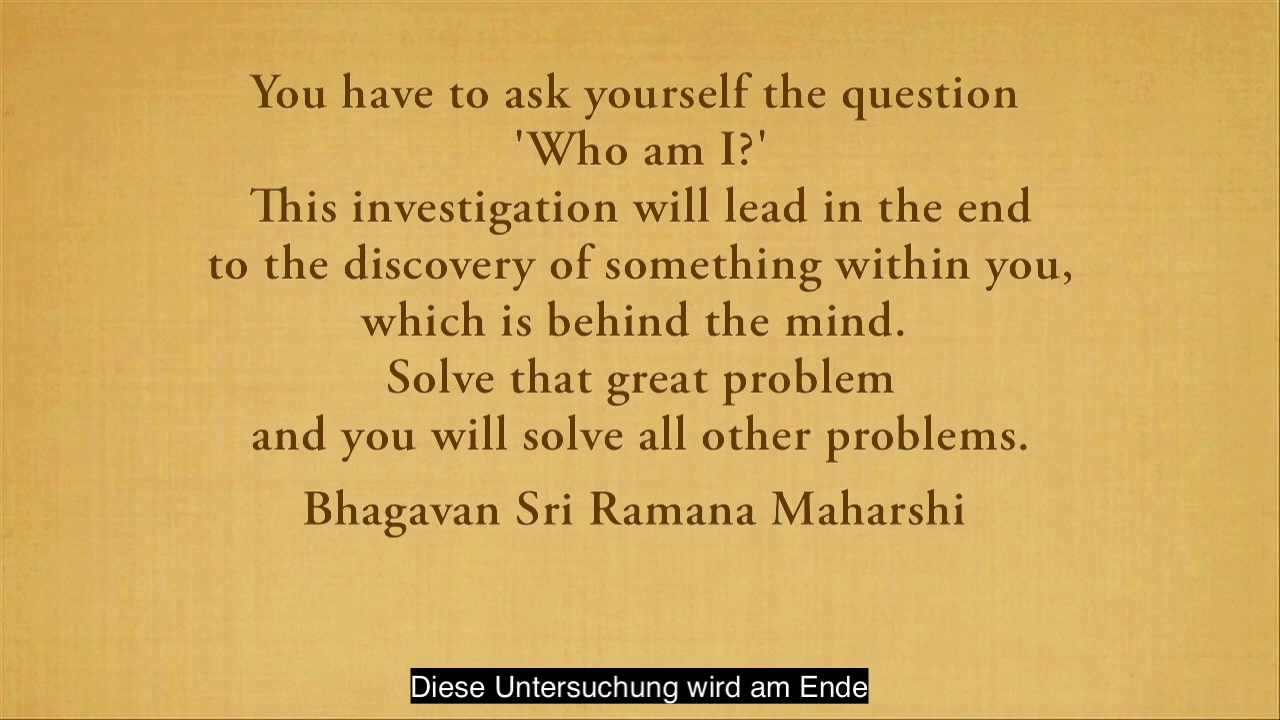 You have to ask yourself the question
'Who am I?'
This investigation will lead in the end
to the discovery of something within you,
which is behind the mind.
Solve that great problem
and you will solve all other problems.
Bhagavan Sri Ramana Maharshi
Diese Untersuchung wird am Ende